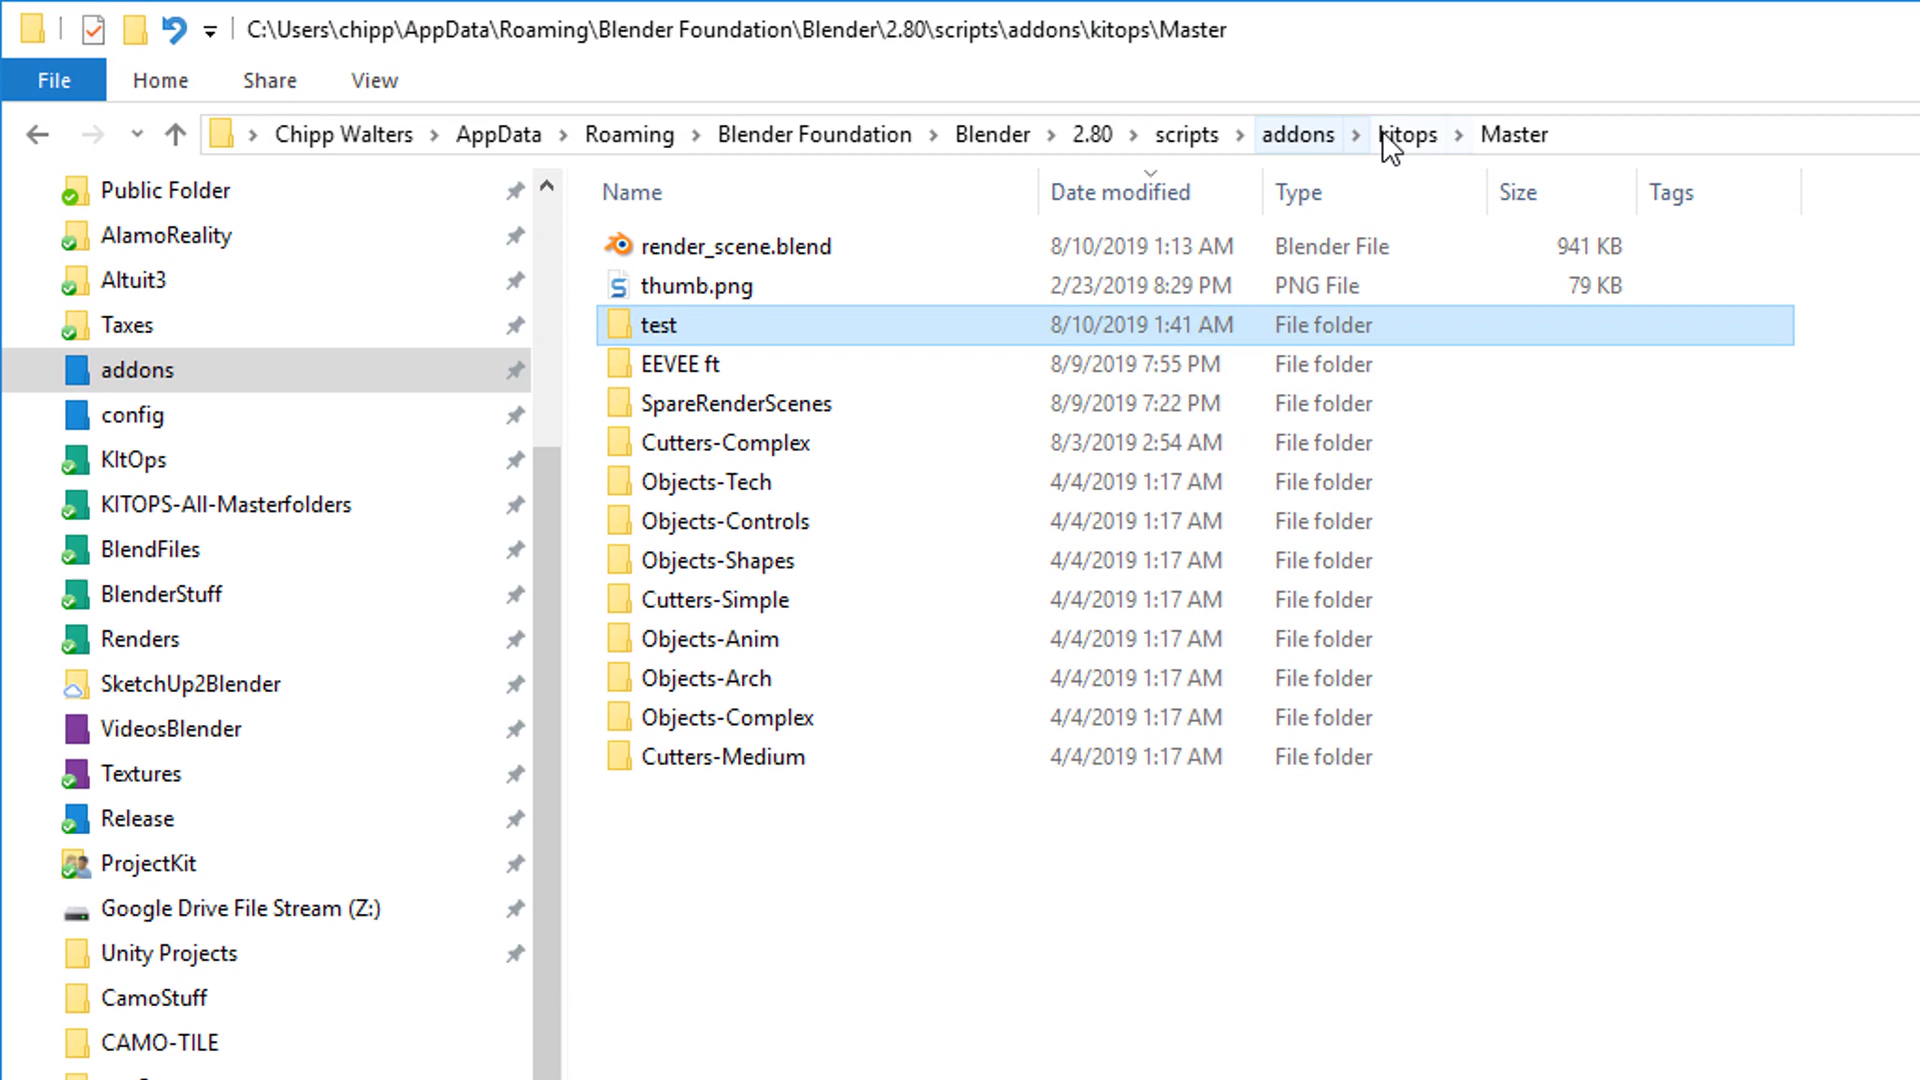 C:\Users\chipp\AppData\Roaming\Blender Foundation\Blender\2.80\scripts\addons\kitops\Master
File Home Share View
Chipp Walters AppData Roaming Blender Foundation Blender 2.80 scripts addons kitops Master
Name Date modified Type Size Tags
Public Folder
AlamoReality
Altuit3
Taxes
addons
config
KItOps
KITOPS-All-Masterfolders
BlendFiles
BlenderStuff
Renders
SketchUp2Blender
VideosBlender
Textures
Release
ProjectKit
Google Drive File Stream (Z:)
Unity Projects
CamoStuff
CAMO-TILE
render_scene.blend 8/10/2019 1:13 AM Blender File 941 KB
thumb.png 2/23/2019 8:29 PM PNG File 79 KB
test 8/10/2019 1:41 AM File folder
EEVEE ft 8/9/2019 7:55 PM File folder
SpareRenderScenes 8/9/2019 7:22 PM File folder
Cutters-Complex 8/3/2019 2:54 AM File folder
Objects-Tech 4/4/2019 1:17 AM File folder
Objects-Controls 4/4/2019 1:17 AM File folder
Objects-Shapes 4/4/2019 1:17 AM File folder
Cutters-Simple 4/4/2019 1:17 AM File folder
Objects-Anim 4/4/2019 1:17 AM File folder
Objects-Arch 4/4/2019 1:17 AM File folder
Objects-Complex 4/4/2019 1:17 AM File folder
Cutters-Medium 4/4/2019 1:17 AM File folder